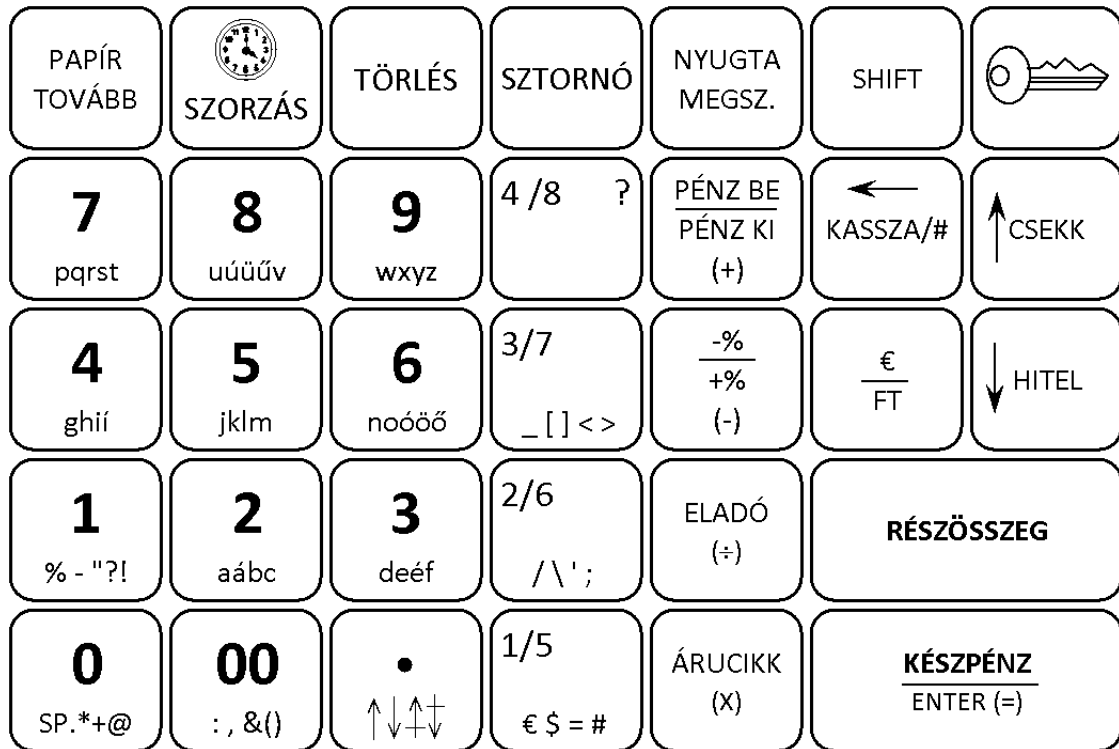 PAPÍR
TOVÁBB
SZORZÁS
TÖRLÉS
SZTORNÓ
NYUGTA
MEGSZ.
SHIFT
7
pqrst
8
uúüűv
9
wxyz
4 /8 ?
PÉNZ BE
PÉNZ KI
(+)
KASSZA/#
CSEKK
4
ghií
5
jklm
6
noóöő
3/7
_ [ ] < >
-%
+%
(-)
€
FT
HITEL
1
% - "?!
2
aábc
3
deéf
2/6
/ \ ' ;
ELADÓ
(÷)
RÉSZÖSSZEG
0
SP.*+@
00
: , &()
•
1/5
€ $ = #
ÁRUCIKK
(X)
KÉSZPÉNZ
ENTER (=)